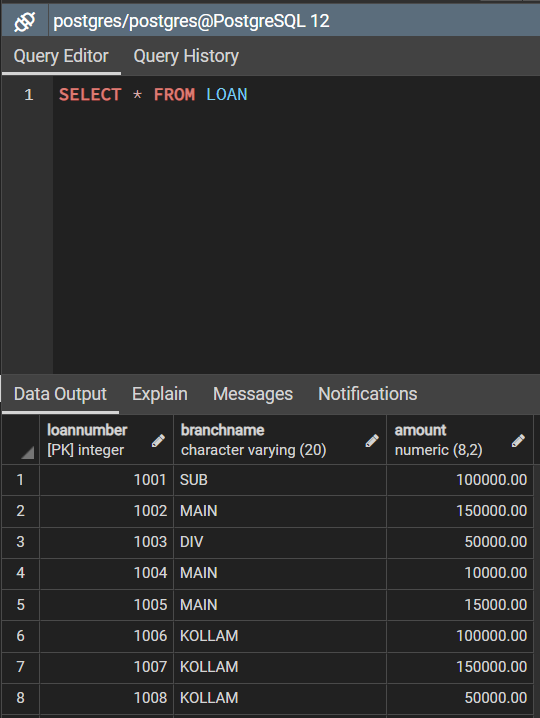 postgres/postgres@PostgreSQL 12
Query Editor Query History
1 SELECT * FROM LOAN
Data Output Explain Messages Notifications
loannumber branchname amount
[PK] integer character varying (20) numeric (8,2)
1 1001 SUB 100000.00
2 1002 MAIN 150000.00
3 1003 DIV 50000.00
4 1004 MAIN 10000.00
5 1005 MAIN 15000.00
6 1006 KOLLAM 100000.00
7 1007 KOLLAM 150000.00
8 1008 KOLLAM 50000.00